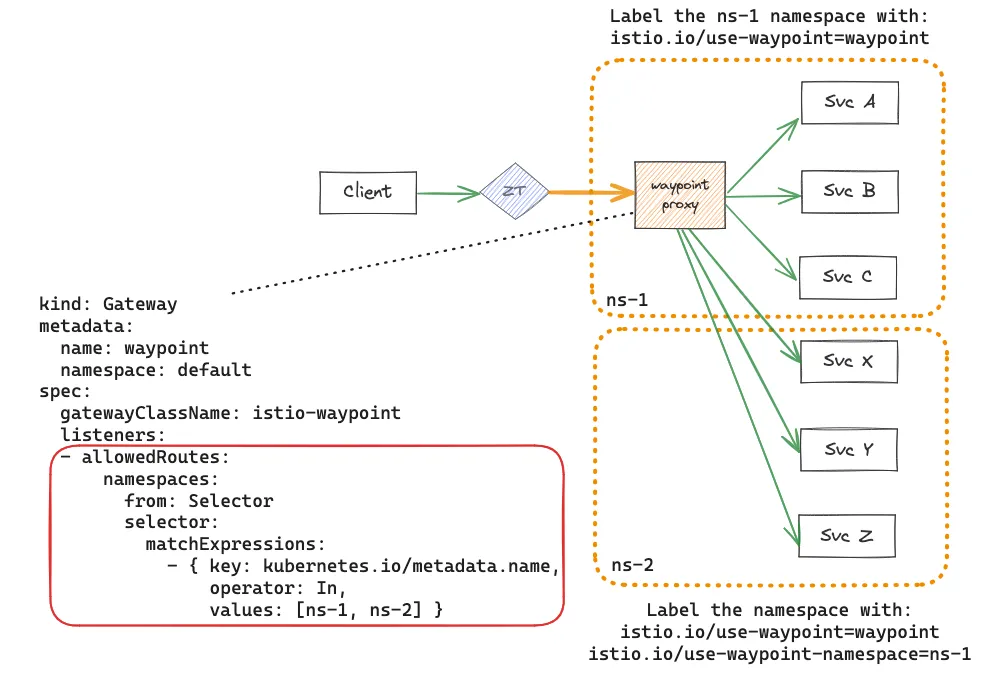 Label the ns-1 namespace with:
istio.io/use-waypoint=waypoint
Svc A
Client
ZT
waypoint
proxy
Svc B
Svc C
ns-1
kind: Gateway
metadata:
  name: waypoint
  namespace: default
spec:
  gatewayClassName: istio-waypoint
  listeners:
  - allowedRoutes:
      namespaces:
        from: Selector
        selector:
          matchExpressions:
            - { key: kubernetes.io/metadata.name,
                operator: In,
                values: [ns-1, ns-2] }
Svc X
Svc Y
Svc Z
ns-2
Label the namespace with:
istio.io/use-waypoint=waypoint
istio.io/use-waypoint-namespace=ns-1